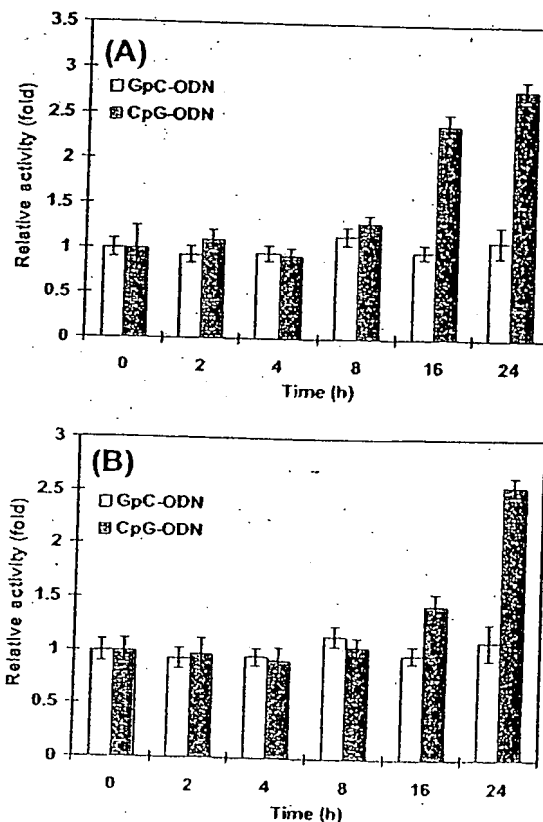 3.5
(A)
3
GpC-ODN
2.5
CpG-ODN
2
1.5
1
0.5
0
Relative activity (fold)
0 2 4 8 16 24
Time (h)
3
(B)
2.5
GpC-ODN
CpG-ODN
2
1.5
1
0.5
0
Relative activity (fold)
0 2 4 8 16 24
Time (h)